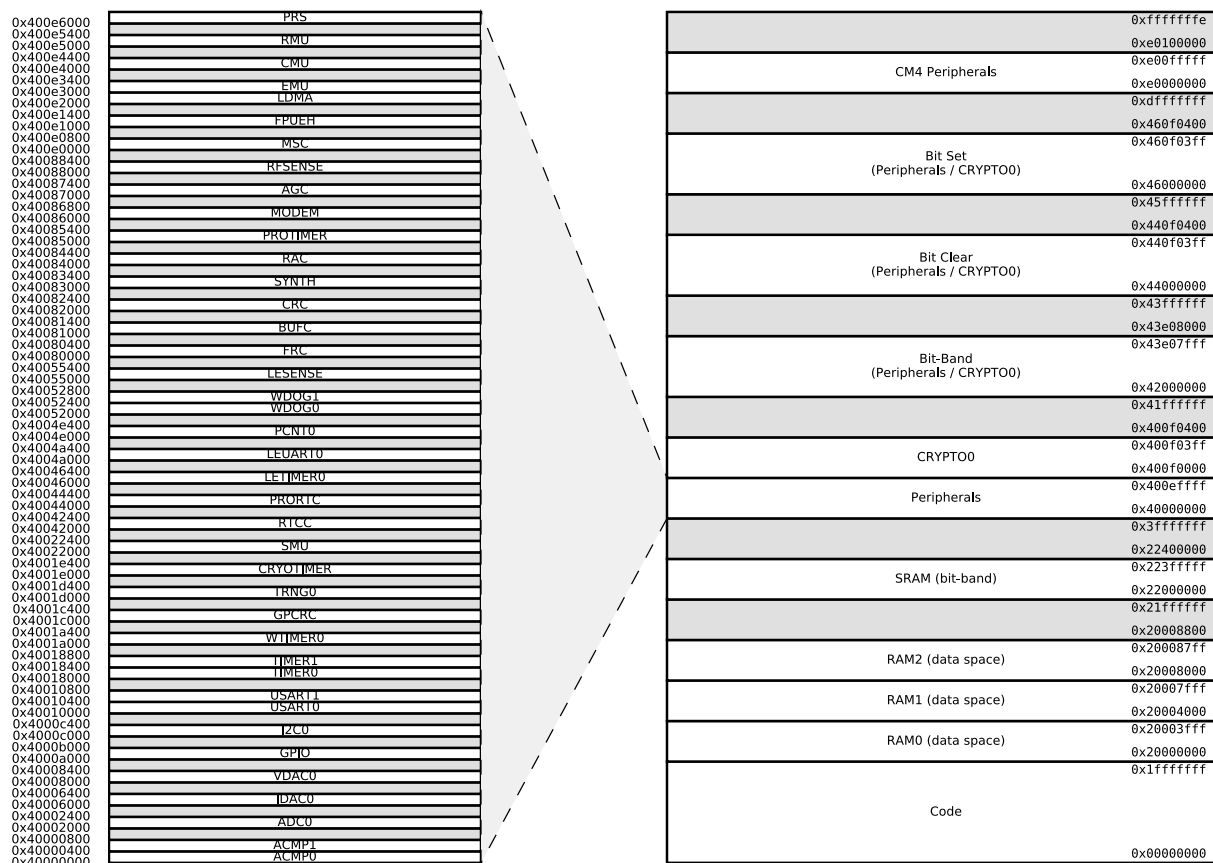 0x400e6000
0x400e5400
0x400e5000
0x400e4400
0x400e4000
0x400e3400
0x400e3000
0x400e2000
0x400e1400
0x400e1000
0x400e0800
0x400e0000
0x40088400
0x40088000
0x40087400
0x40087000
0x40086800
0x40086000
0x40085400
0x40085000
0x40084400
0x40084000
0x40083400
0x40083000
0x40082400
0x40082000
0x40081400
0x40081000
0x40080400
0x40080000
0x40055400
0x40055000
0x40052800
0x40052400
0x40052000
0x4004e400
0x4004e000
0x4004a400
0x4004a000
0x40046400
0x40046000
0x40044400
0x40044000
0x40042400
0x40042000
0x40022400
0x40022000
0x4001e400
0x4001e000
0x4001d400
0x4001d000
0x4001c400
0x4001c000
0x4001a400
0x4001a000
0x40018800
0x40018400
0x40018000
0x40010800
0x40010400
0x40010000
0x4000c400
0x4000c000
0x4000b000
0x4000a000
0x40008400
0x40008000
0x40006400
0x40006000
0x40002400
0x40002000
0x40000800
0x40000400
0x40000000
PRS
RMU
CMU
EMU
LDMA
FPUEH
MSC
RFSENSE
AGC
MODEM
PROTIMER
RAC
SYNTH
CRC
BUFC
FRC
LESENSE
WDOG1
WDOG0
PCNT0
LEUART0
LETIMER0
PRORTC
RTCC
SMU
CRYOTIMER
TRNG0
GPCRC
WTIMER0
TIMER1
TIMER0
USART1
USART0
I2C0
GPIO
VDAC0
IDAC0
ADC0
ACMP1
ACMP0
0xfffffffe
0xe0100000
0xe00fffff
CM4 Peripherals
0xe0000000
0xdfffffff
0x460f0400
0x460f03ff
Bit Set
(Peripherals / CRYPTO0)
0x46000000
0x45ffffff
0x440f0400
0x440f03ff
Bit Clear
(Peripherals / CRYPTO0)
0x44000000
0x43ffffff
0x43e08000
0x43e07fff
Bit-Band
(Peripherals / CRYPTO0)
0x42000000
0x41ffffff
0x400f0400
0x400f03ff
CRYPTO0
0x400f0000
0x400effff
Peripherals
0x40000000
0x3fffffff
0x22400000
0x223fffff
SRAM (bit-band)
0x22000000
0x21ffffff
0x20008800
0x200087ff
RAM2 (data space)
0x20008000
0x20007fff
RAM1 (data space)
0x20004000
0x20003fff
RAM0 (data space)
0x20000000
0x1fffffff
Code
0x00000000